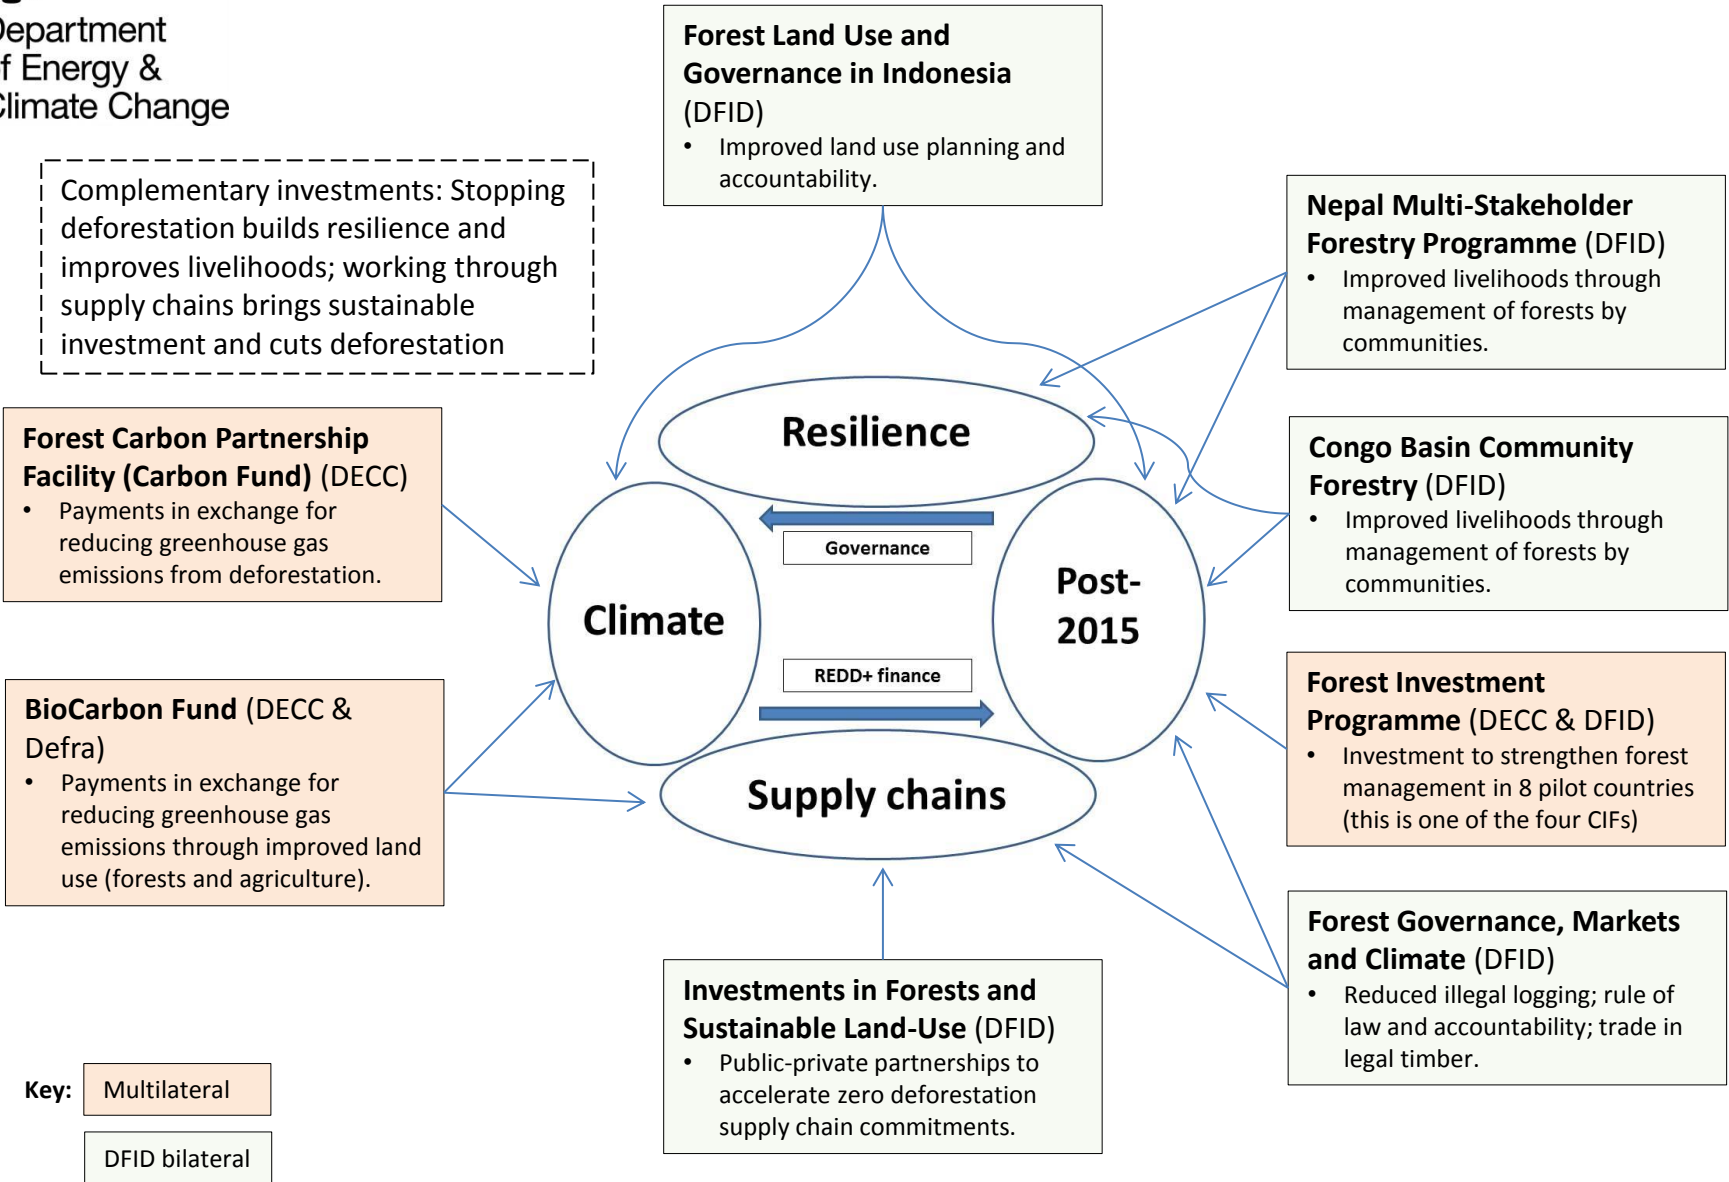 Department
of Energy &
Climate Change
Forest Land Use and
Governance in Indonesia
(DFID)
• Improved land use planning and
accountability.
Complementary investments: Stopping
deforestation builds resilience and
improves livelihoods; working through
supply chains brings sustainable
investment and cuts deforestation
Nepal Multi-Stakeholder
Forestry Programme (DFID)
• Improved livelihoods through
management of forests by
communities.
Forest Carbon Partnership
Facility (Carbon Fund) (DECC)
• Payments in exchange for
reducing greenhouse gas
emissions from deforestation.
Resilience
Congo Basin Community
Forestry (DFID)
• Improved livelihoods through
management of forests by
communities.
Governance
Climate
Post-
2015
REDD+ finance
Supply chains
BioCarbon Fund (DECC &
Defra)
• Payments in exchange for
reducing greenhouse gas
emissions through improved land
use (forests and agriculture).
Forest Investment
Programme (DECC & DFID)
• Investment to strengthen forest
management in 8 pilot countries
(this is one of the four CIFs)
Investments in Forests and
Sustainable Land-Use (DFID)
• Public-private partnerships to
accelerate zero deforestation
supply chain commitments.
Forest Governance, Markets
and Climate (DFID)
• Reduced illegal logging; rule of
law and accountability; trade in
legal timber.
Key: Multilateral
DFID bilateral